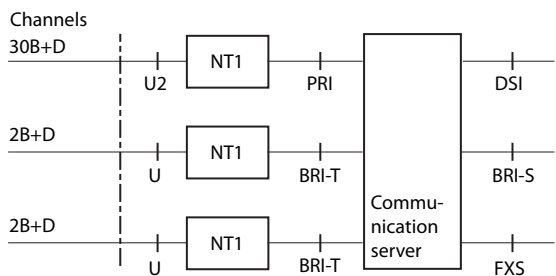 Channels
30B+D
NT1
U2
PRI
DSI
2B+D
NT1
U
BRI-T
BRI-S
Commu-
nication
server
2B+D
NT1
U
BRI-T
FXS